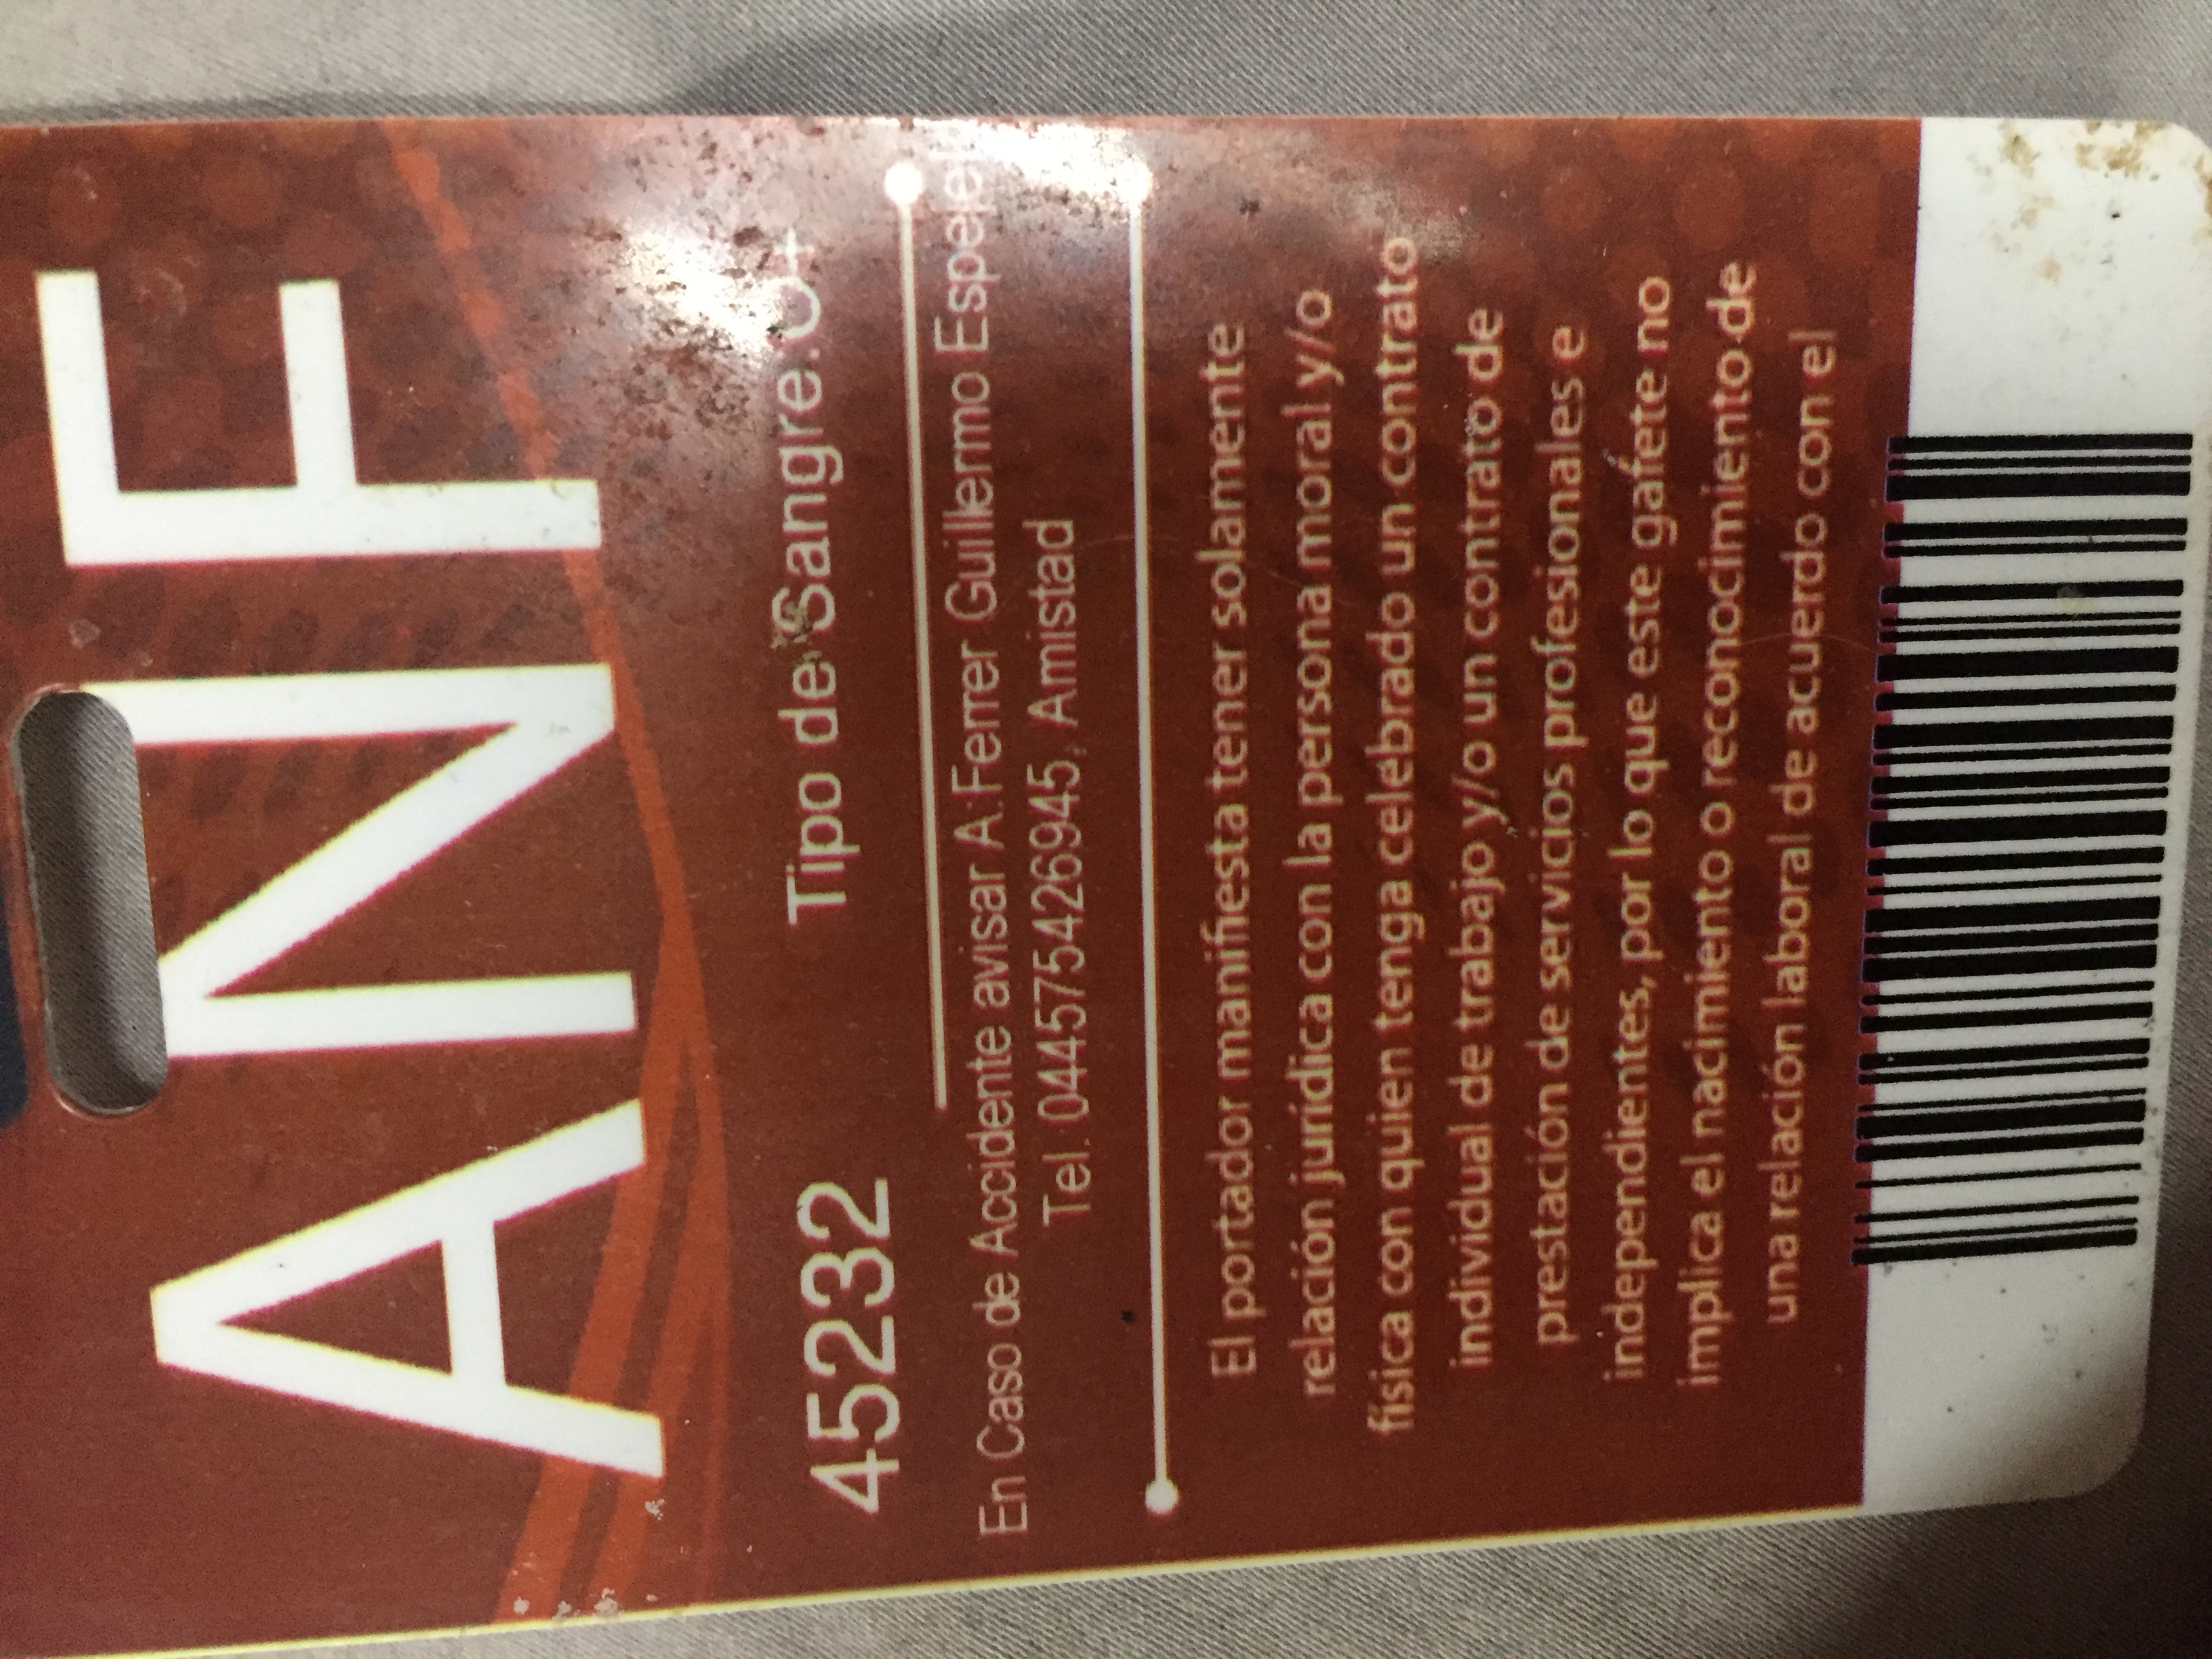 ANF
45232 Tipo de Sangre:O+
En Caso de Accidente avisar A:Ferrer Guillermo
Tel. 044575426945, Amistad
El portador manifiesta tener solamente
relación jurídica con la persona moral y/o
física con quien tenga celebrado un contrato
individual de trabajo y/o un contrato de
prestación de servicios profesionales e
independientes, por lo que este gafete no
implica el nacimiento o reconocimiento de
una relación laboral de acuerdo con el